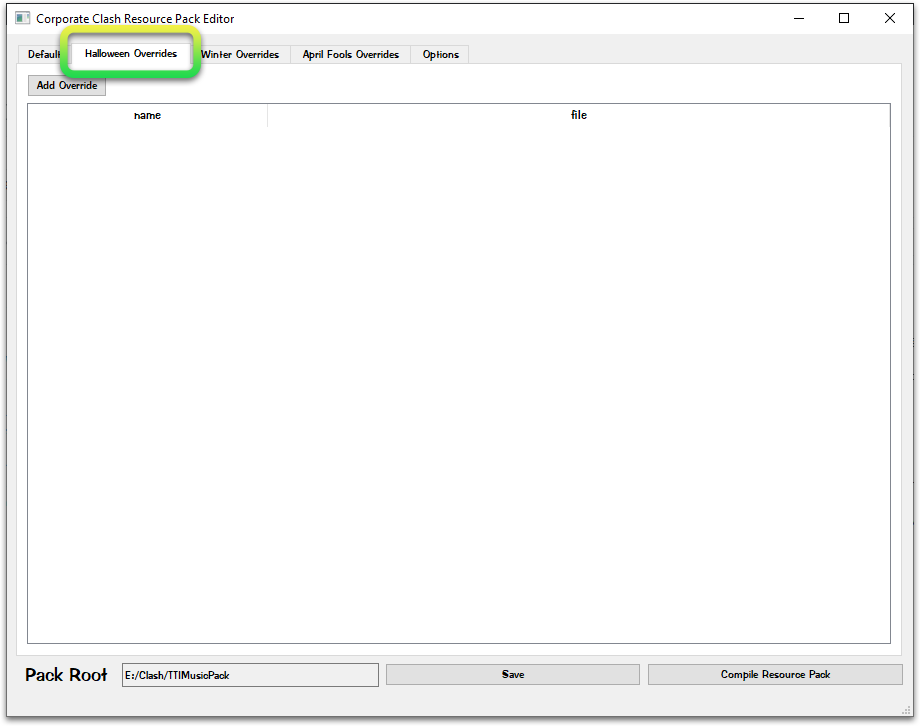 Corporate Clash Resource Pack Editor
Default Halloween Overrides Winter Overrides April Fools Overrides Options
Add Override
name file
Pack Root E:/Clash/TTIMusicPack Save Compile Resource Pack